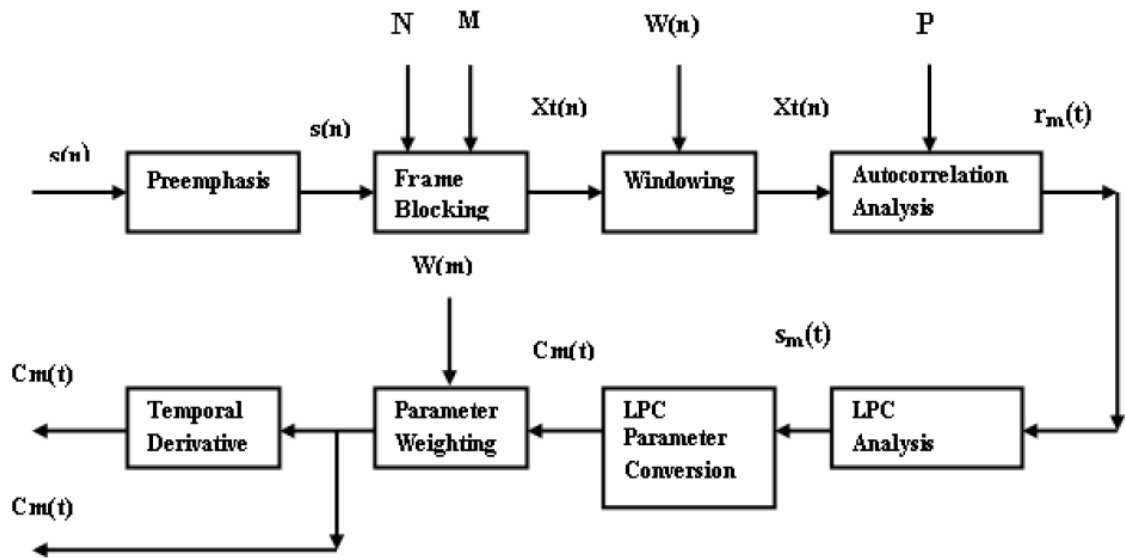 N
M
W(n)
P
s(n)
s(n)
Xt(n)
Xt(n)
rm(t)
Preemphasis
Frame
Blocking
Windowing
Autocorrelation
Analysis
W(m)
Cm(t)
Cm(t)
sm(t)
Temporal
Derivative
Parameter
Weighting
LPC
Parameter
Conversion
LPC
Analysis
Cm(t)